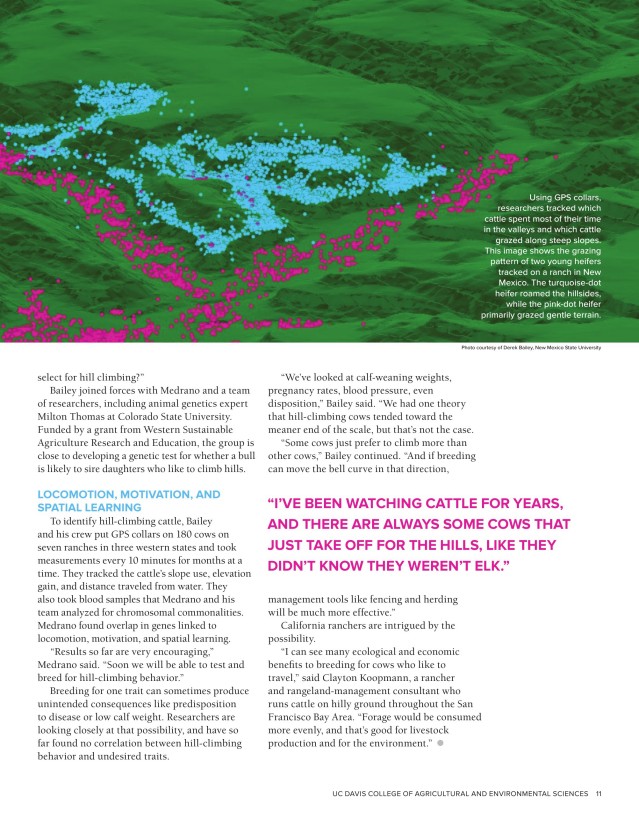 Using GPS collars,
researchers tracked which
cattle spent most of their time
in the valleys and which cattle
grazed along steep slopes.
This image shows the grazing
pattern of two young heifers
tracked on a ranch in New
Mexico. The turquoise-dot
heifer roamed the hillsides,
while the pink-dot heifer
primarily grazed gentle terrain.
Photo courtesy of Derek Bailey, New Mexico State University
select for hill climbing?”
Bailey joined forces with Medrano and a team
of researchers, including animal genetics expert
Milton Thomas at Colorado State University.
Funded by a grant from Western Sustainable
Agriculture Research and Education, the group is
close to developing a genetic test for whether a bull
is likely to sire daughters who like to climb hills.
LOCOMOTION, MOTIVATION, AND
SPATIAL LEARNING
To identify hill-climbing cattle, Bailey
and his crew put GPS collars on 180 cows on
seven ranches in three western states and took
measurements every 10 minutes for months at a
time. They tracked the cattle’s slope use, elevation
gain, and distance traveled from water. They
also took blood samples that Medrano and his
team analyzed for chromosomal commonalities.
Medrano found overlap in genes linked to
locomotion, motivation, and spatial learning.
“Results so far are very encouraging,”
Medrano said. “Soon we will be able to test and
breed for hill-climbing behavior.”
Breeding for one trait can sometimes produce
unintended consequences like predisposition
to disease or low calf weight. Researchers are
looking closely at that possibility, and have so
far found no correlation between hill-climbing
behavior and undesired traits.
“We’ve looked at calf-weaning weights,
pregnancy rates, blood pressure, even
disposition,” Bailey said. “We had one theory
that hill-climbing cows tended toward the
meaner end of the scale, but that’s not the case.
“Some cows just prefer to climb more than
other cows,” Bailey continued. “And if breeding
can move the bell curve in that direction,
“I’VE BEEN WATCHING CATTLE FOR YEARS,
AND THERE ARE ALWAYS SOME COWS THAT
JUST TAKE OFF FOR THE HILLS, LIKE THEY
DIDN’T KNOW THEY WEREN’T ELK.”
management tools like fencing and herding
will be much more effective.”
California ranchers are intrigued by the
possibility.
“I can see many ecological and economic
benefits to breeding for cows who like to
travel,” said Clayton Koopmann, a rancher
and rangeland-management consultant who
runs cattle on hilly ground throughout the San
Francisco Bay Area. “Forage would be consumed
more evenly, and that’s good for livestock
production and for the environment.”
UC DAVIS COLLEGE OF AGRICULTURAL AND ENVIRONMENTAL SCIENCES 11